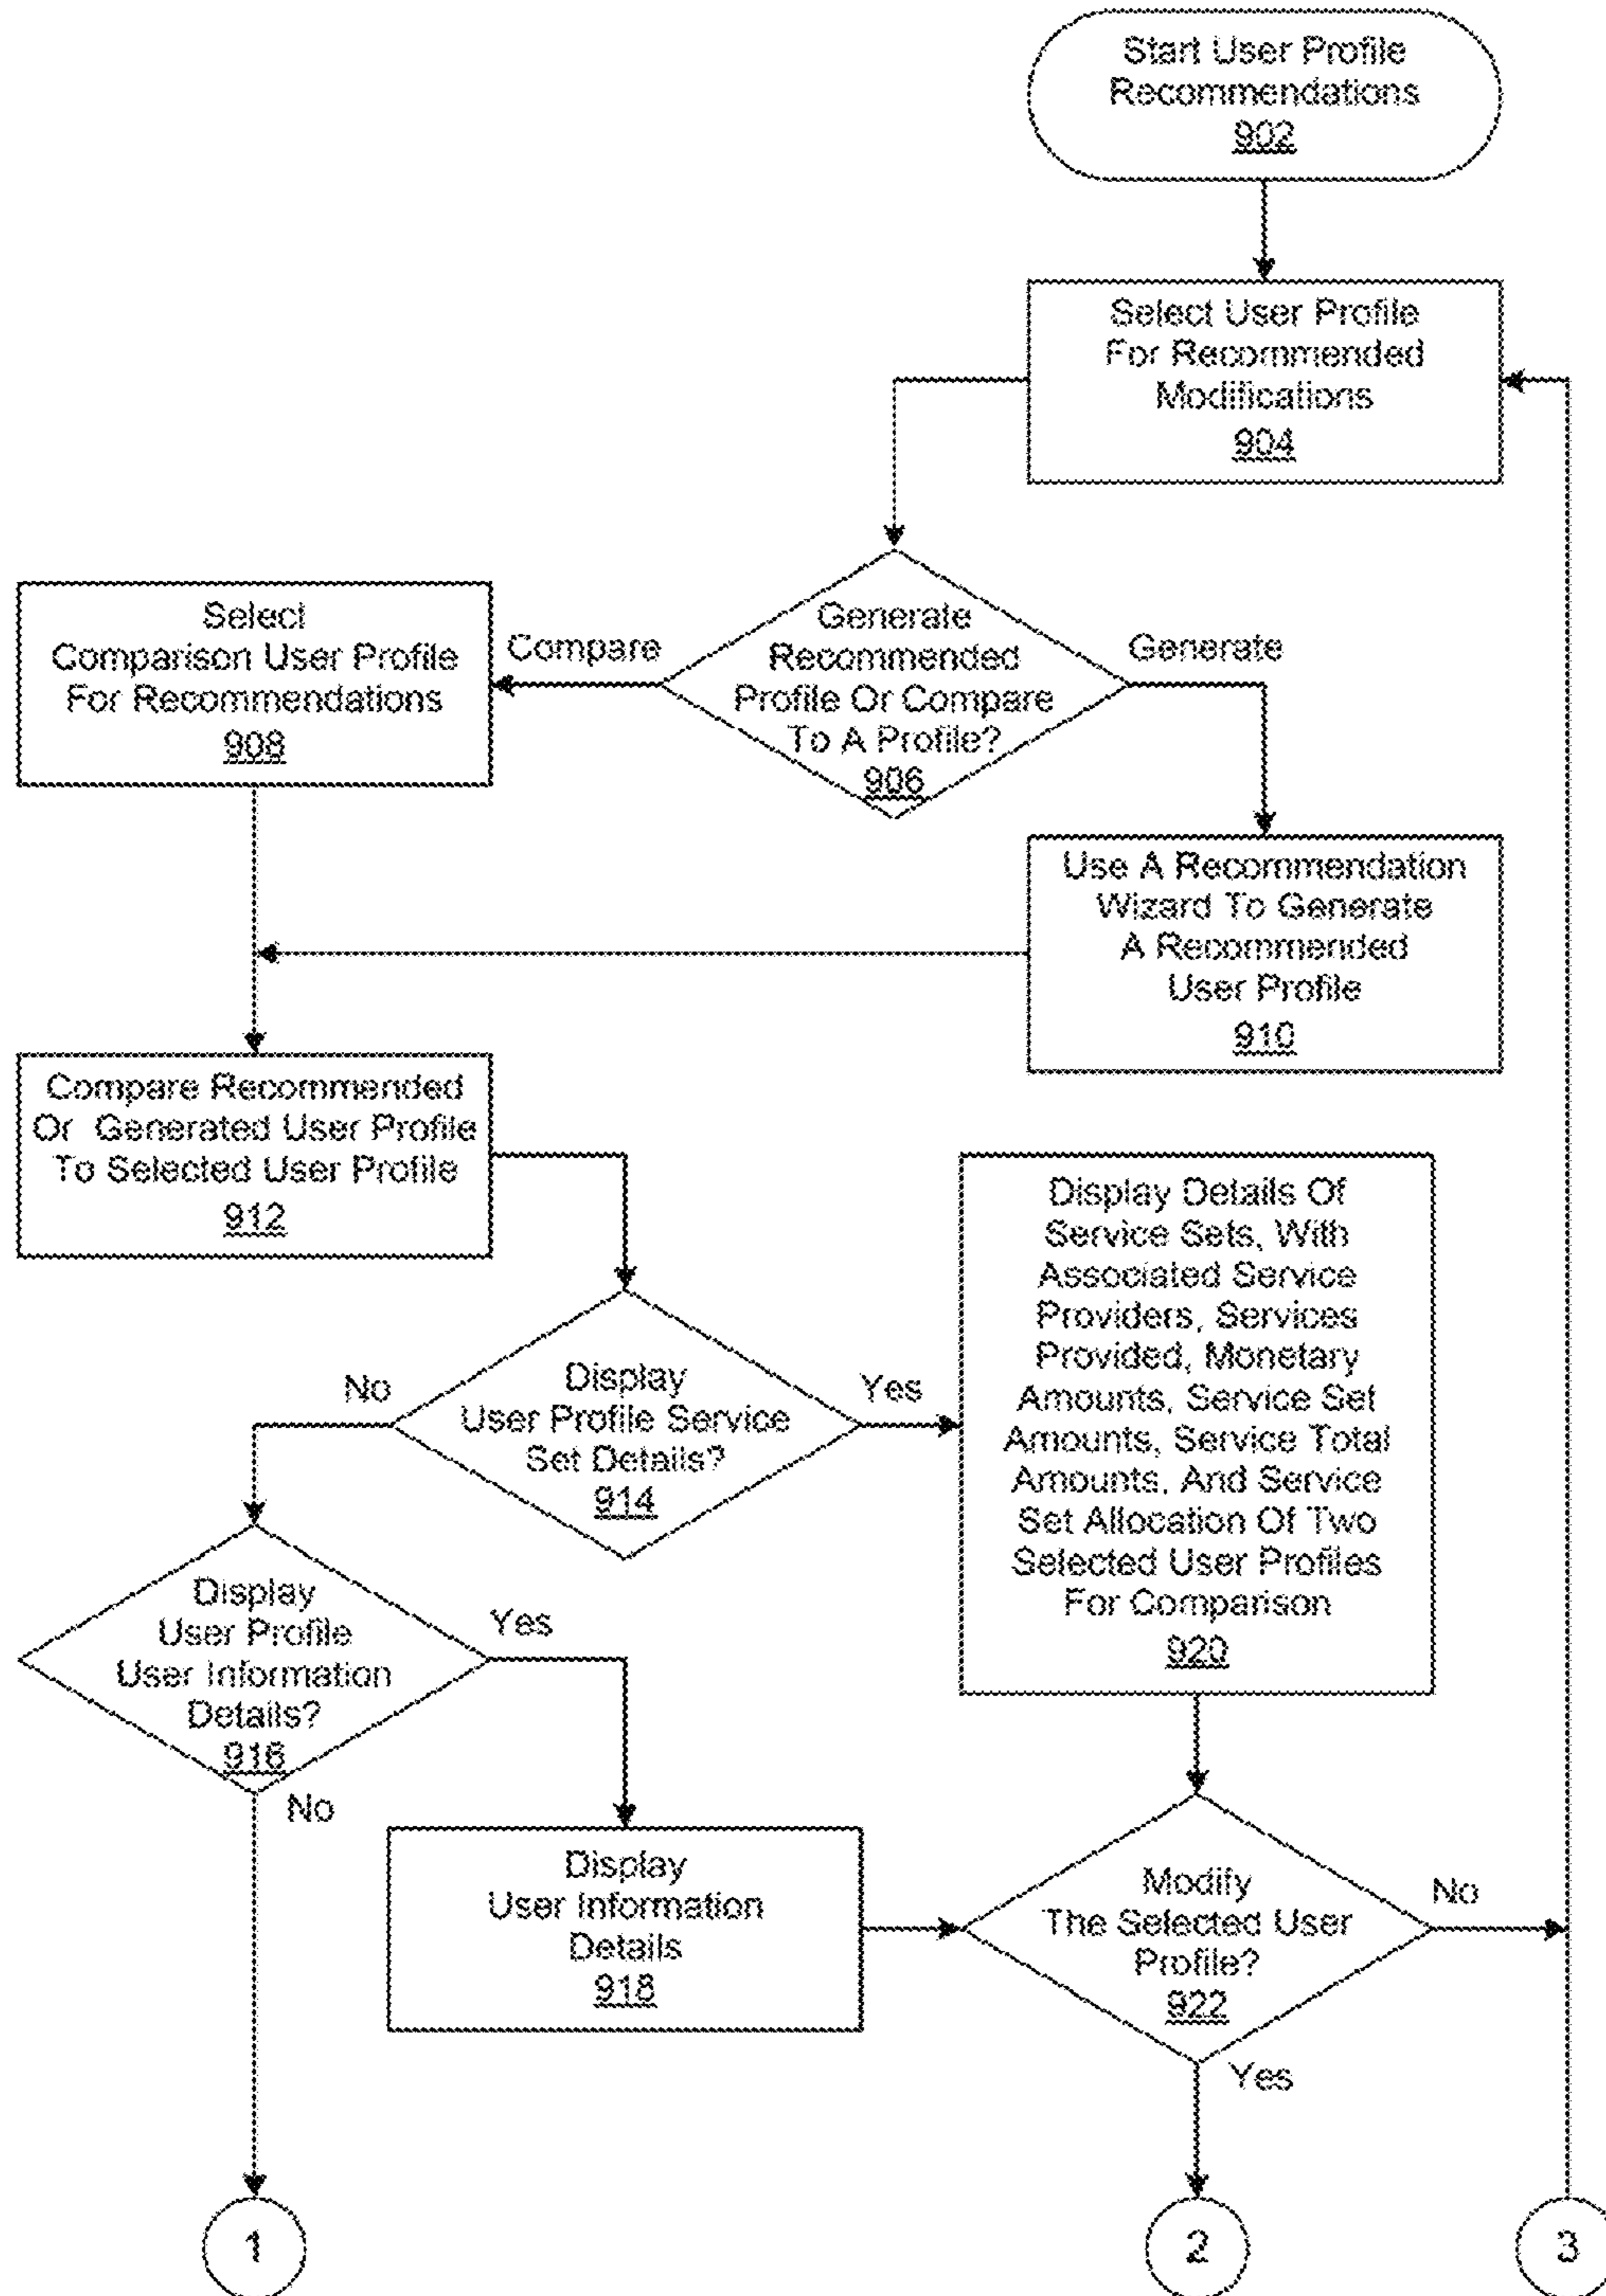 Start User Profile
Recommendations
902
Select User Profile
For Recommended
Modifications
904
Generate
Recommended
Profile Or Compare
To A Profile?
906
Compare
Generate
Select
Comparison User Profile
For Recommendations
908
Use A Recommendation
Wizard To Generate
A Recommended
User Profile
910
Compare Recommended
Or Generated User Profile
To Selected User Profile
912
Display
User Profile Service
Set Details?
914
No
Yes
Display Details Of
Service Sets, With
Associated Service
Providers, Services
Provided, Monetary
Amounts, Service Set
Amounts, Service Total
Amounts, And Service
Set Allocation Of Two
Selected User Profiles
For Comparison
920
Display
User Profile
User Information
Details?
916
Yes
No
Display
User Information
Details
918
Modify
The Selected User
Profile?
922
No
Yes
1
2
3